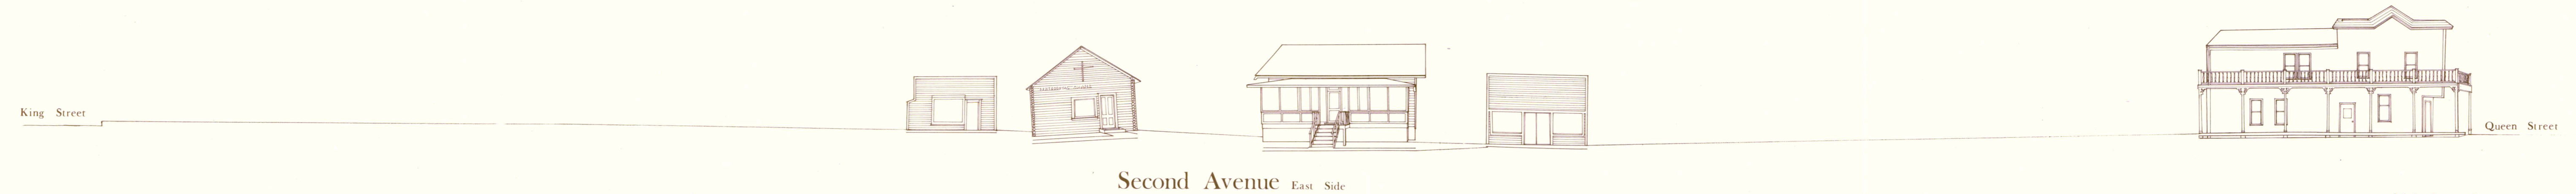 King Street
Queen Street
Second Avenue East Side